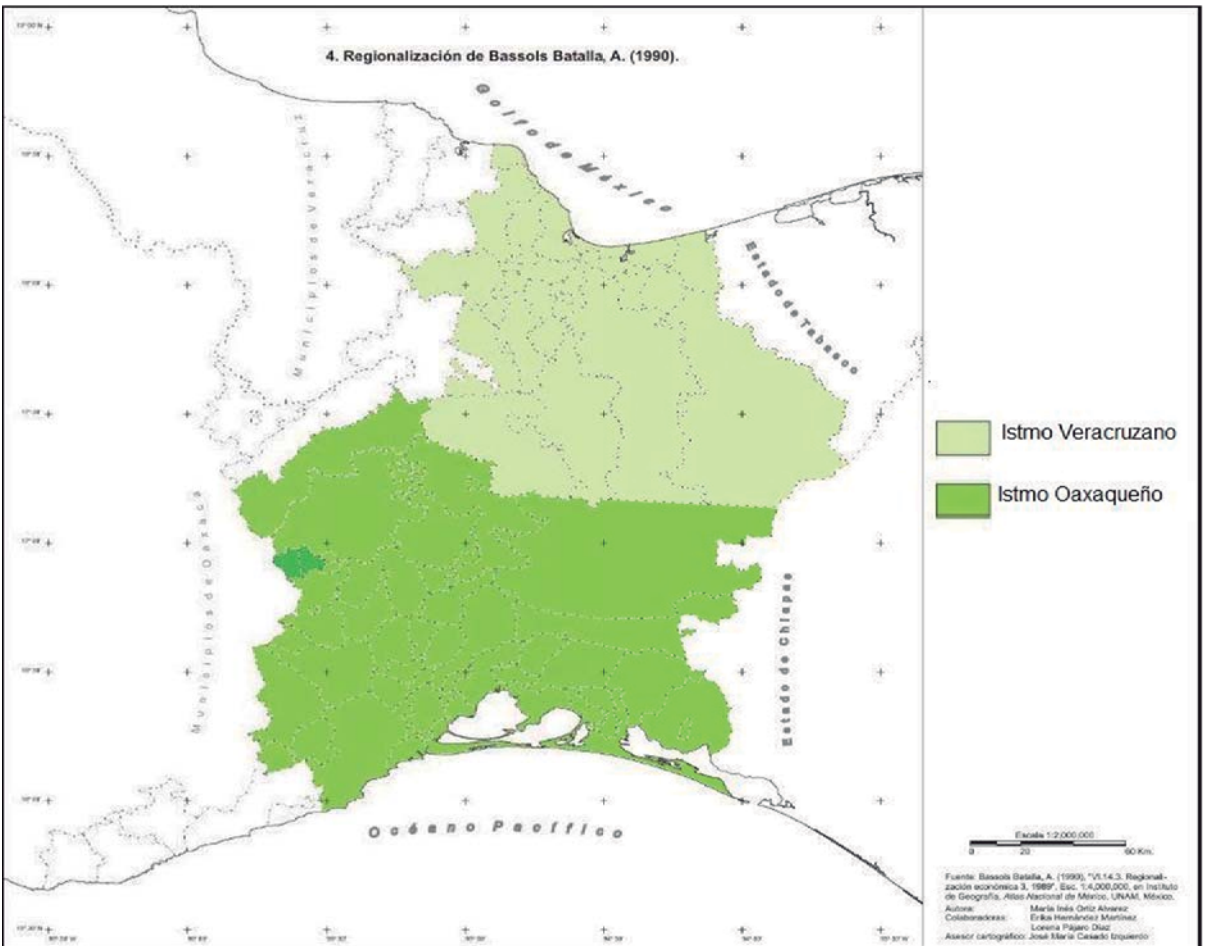 4. Regionalización de Bassols Batalla, A. (1990).
Golfo de México
Municipios de Veracruz
Estado de Tabasco
Istmo Veracruzano
Istmo Oaxaqueño
Municipios de Oaxaca
Estado de Chiapas
Océano Pacífico
Escala 1:2,000,000
0 20 60 Km.
Fuente: Bassols Batalla, A. (1990), "VI.14.3. Regionali-
zación económica 3, 1989". Esc. 1:4,000,000, en Instituto
de Geografía, Atlas Nacional de México, UNAM, México.
Autora: María Inés Ortiz Álvarez
Colaboradoras: Erika Hernández Martínez
Lorena Pájaro Díaz
Asesor cartográfico: José María Casado Izquierdo